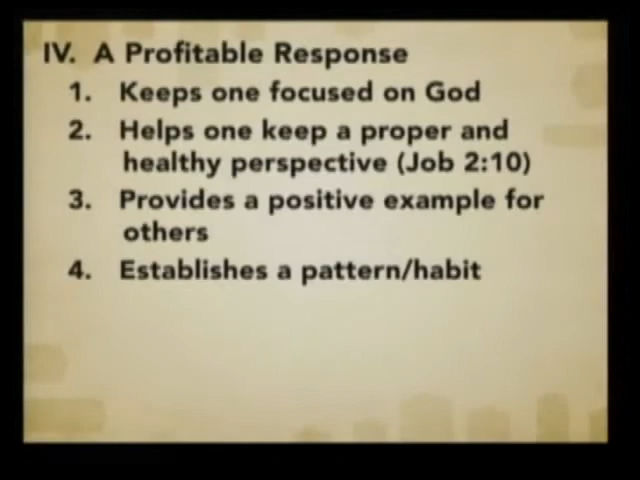 IV. A Profitable Response
1. Keeps one focused on God
2. Helps one keep a proper and
healthy perspective (Job 2:10)
3. Provides a positive example for
others
4. Establishes a pattern/habit